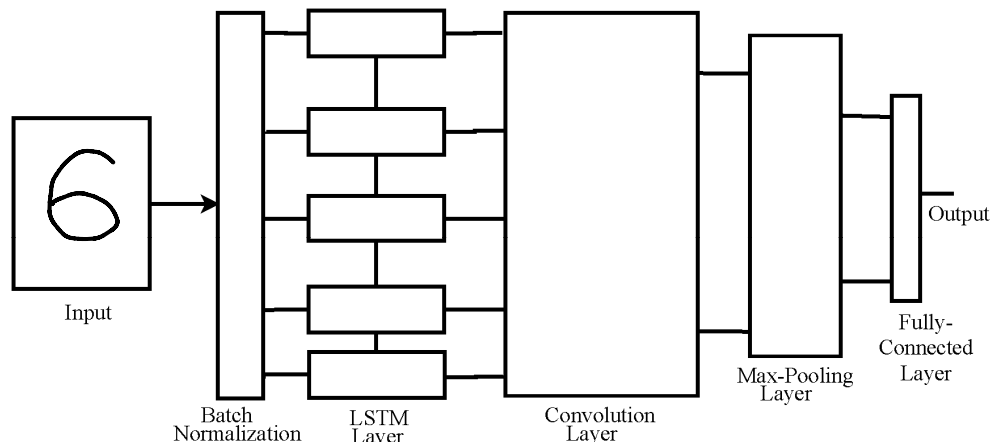 6
Input
Batch
Normalization
LSTM
Layer
Convolution
Layer
Max-Pooling
Layer
Fully-
Connected
Layer
Output